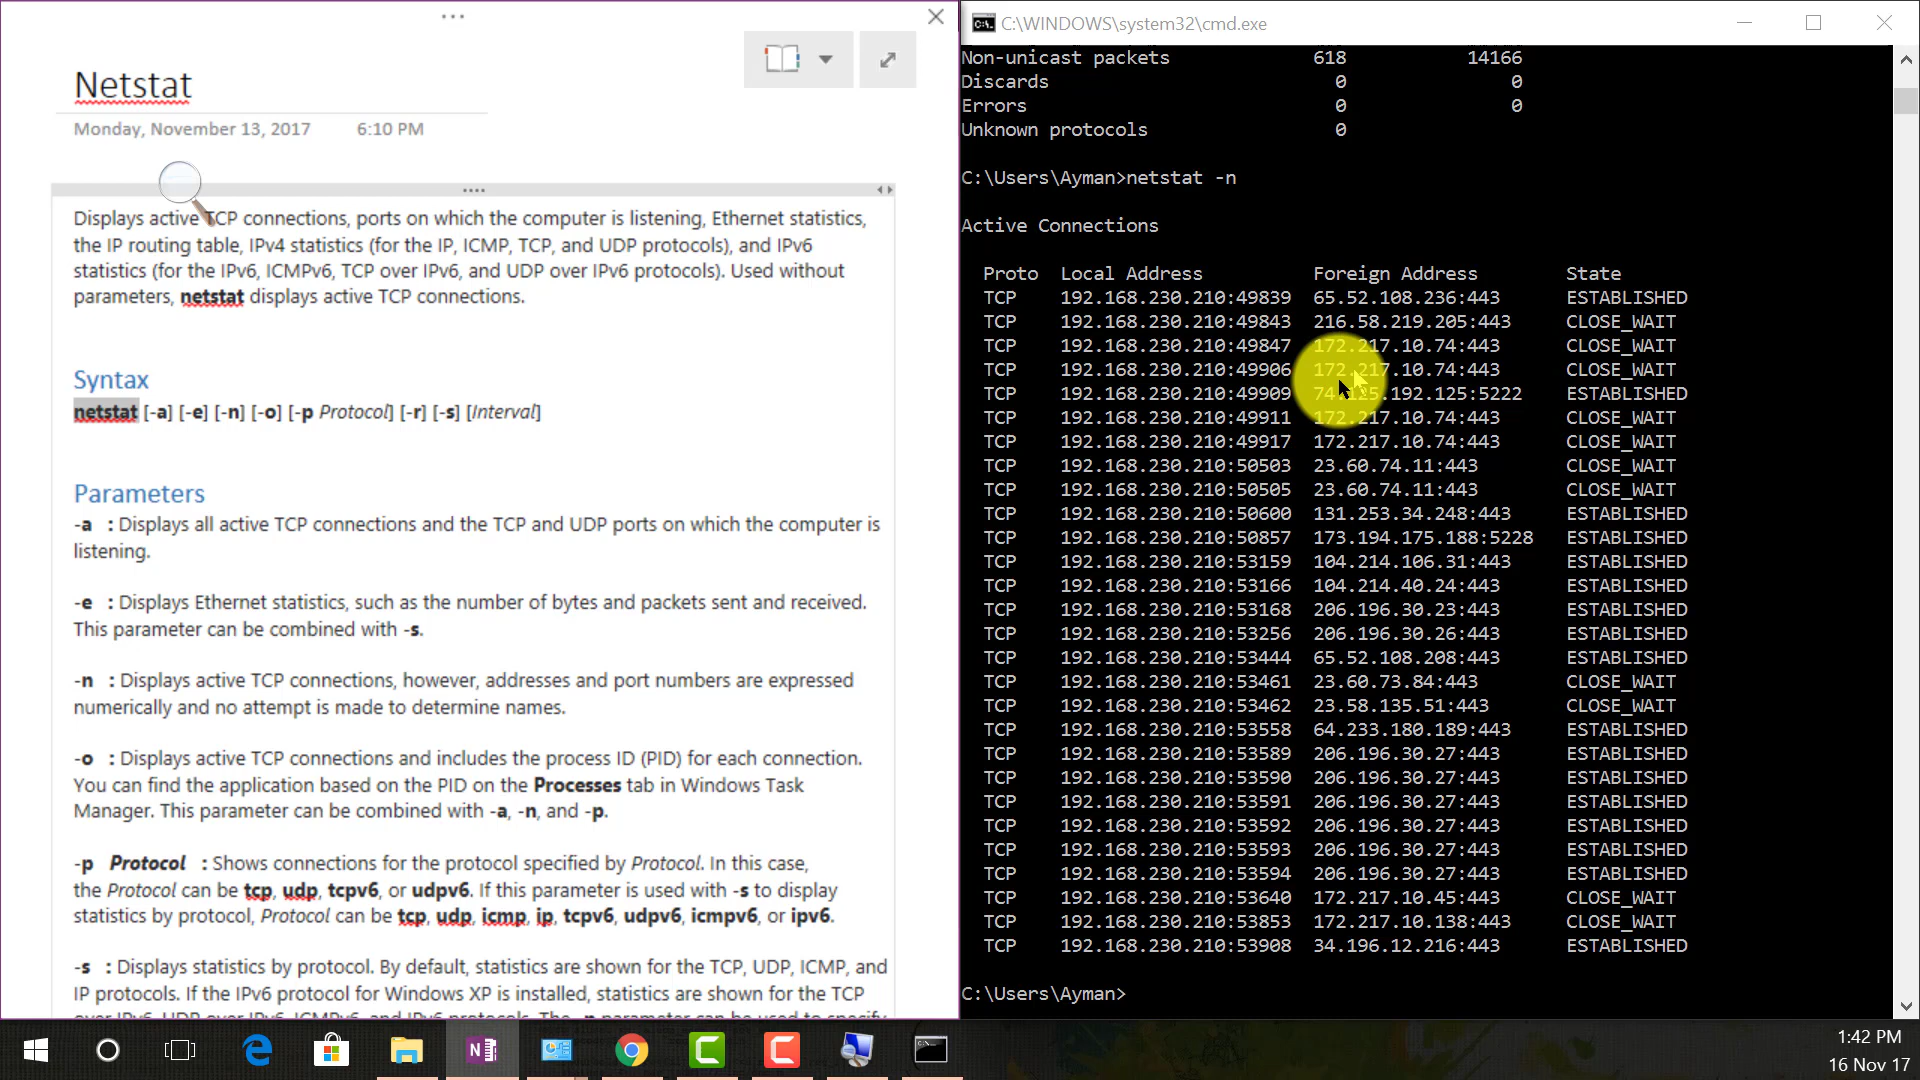 Netstat
Monday, November 13, 2017 6:10 PM
Displays active TCP connections, ports on which the computer is listening, Ethernet statistics,
the IP routing table, IPv4 statistics (for the IP, ICMP, TCP, and UDP protocols), and IPv6
statistics (for the IPv6, ICMPv6, TCP over IPv6, and UDP over IPv6 protocols). Used without
parameters, netstat displays active TCP connections.
Syntax
netstat [-a] [-e] [-n] [-o] [-p Protocol] [-r] [-s] [Interval]
Parameters
-a : Displays all active TCP connections and the TCP and UDP ports on which the computer is
listening.
-e : Displays Ethernet statistics, such as the number of bytes and packets sent and received.
This parameter can be combined with -s.
-n : Displays active TCP connections, however, addresses and port numbers are expressed
numerically and no attempt is made to determine names.
-o : Displays active TCP connections and includes the process ID (PID) for each connection.
You can find the application based on the PID on the Processes tab in Windows Task
Manager. This parameter can be combined with -a, -n, and -p.
-p Protocol : Shows connections for the protocol specified by Protocol. In this case,
the Protocol can be tcp, udp, tcpv6, or udpv6. If this parameter is used with -s to display
statistics by protocol, Protocol can be tcp, udp, icmp, ip, tcpv6, udpv6, icmpv6, or ipv6.
-s : Displays statistics by protocol. By default, statistics are shown for the TCP, UDP, ICMP, and
IP protocols. If the IPv6 protocol for Windows XP is installed, statistics are shown for the TCP
over IPv6, UDP over IPv6, ICMPv6, and IPv6 protocols. The -p parameter can be used to specify
C:\WINDOWS\system32\cmd.exe
Non-unicast packets 618 14166
Discards 0 0
Errors 0 0
Unknown protocols 0
C:\Users\Ayman>netstat -n
Active Connections
Proto Local Address Foreign Address State
TCP 192.168.230.210:49839 65.52.108.236:443 ESTABLISHED
TCP 192.168.230.210:49843 216.58.219.205:443 CLOSE_WAIT
TCP 192.168.230.210:49847 172.217.10.74:443 CLOSE_WAIT
TCP 192.168.230.210:49906 172.217.10.74:443 CLOSE_WAIT
TCP 192.168.230.210:49909 74.125.192.125:5222 ESTABLISHED
TCP 192.168.230.210:49911 172.217.10.74:443 CLOSE_WAIT
TCP 192.168.230.210:49917 172.217.10.74:443 CLOSE_WAIT
TCP 192.168.230.210:50503 23.60.74.11:443 CLOSE_WAIT
TCP 192.168.230.210:50505 23.60.74.11:443 CLOSE_WAIT
TCP 192.168.230.210:50600 131.253.34.248:443 ESTABLISHED
TCP 192.168.230.210:50857 173.194.175.188:5228 ESTABLISHED
TCP 192.168.230.210:53159 104.214.106.31:443 ESTABLISHED
TCP 192.168.230.210:53166 104.214.40.24:443 ESTABLISHED
TCP 192.168.230.210:53168 206.196.30.23:443 ESTABLISHED
TCP 192.168.230.210:53256 206.196.30.26:443 ESTABLISHED
TCP 192.168.230.210:53444 65.52.108.208:443 ESTABLISHED
TCP 192.168.230.210:53461 23.60.73.84:443 CLOSE_WAIT
TCP 192.168.230.210:53462 23.58.135.51:443 CLOSE_WAIT
TCP 192.168.230.210:53558 64.233.180.189:443 ESTABLISHED
TCP 192.168.230.210:53589 206.196.30.27:443 ESTABLISHED
TCP 192.168.230.210:53590 206.196.30.27:443 ESTABLISHED
TCP 192.168.230.210:53591 206.196.30.27:443 ESTABLISHED
TCP 192.168.230.210:53592 206.196.30.27:443 ESTABLISHED
TCP 192.168.230.210:53593 206.196.30.27:443 ESTABLISHED
TCP 192.168.230.210:53594 206.196.30.27:443 ESTABLISHED
TCP 192.168.230.210:53640 172.217.10.45:443 CLOSE_WAIT
TCP 192.168.230.210:53853 172.217.10.138:443 CLOSE_WAIT
TCP 192.168.230.210:53908 34.196.12.216:443 ESTABLISHED
C:\Users\Ayman>
1:42 PM
16 Nov 17